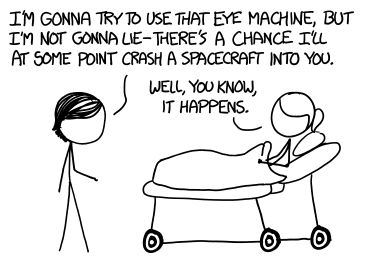 I'M GONNA TRY TO USE THAT EYE MACHINE, BUT
I'M NOT GONNA LIE—THERE'S A CHANCE I'LL
AT SOME POINT CRASH A SPACECRAFT INTO YOU.
WELL, YOU KNOW,
IT HAPPENS.